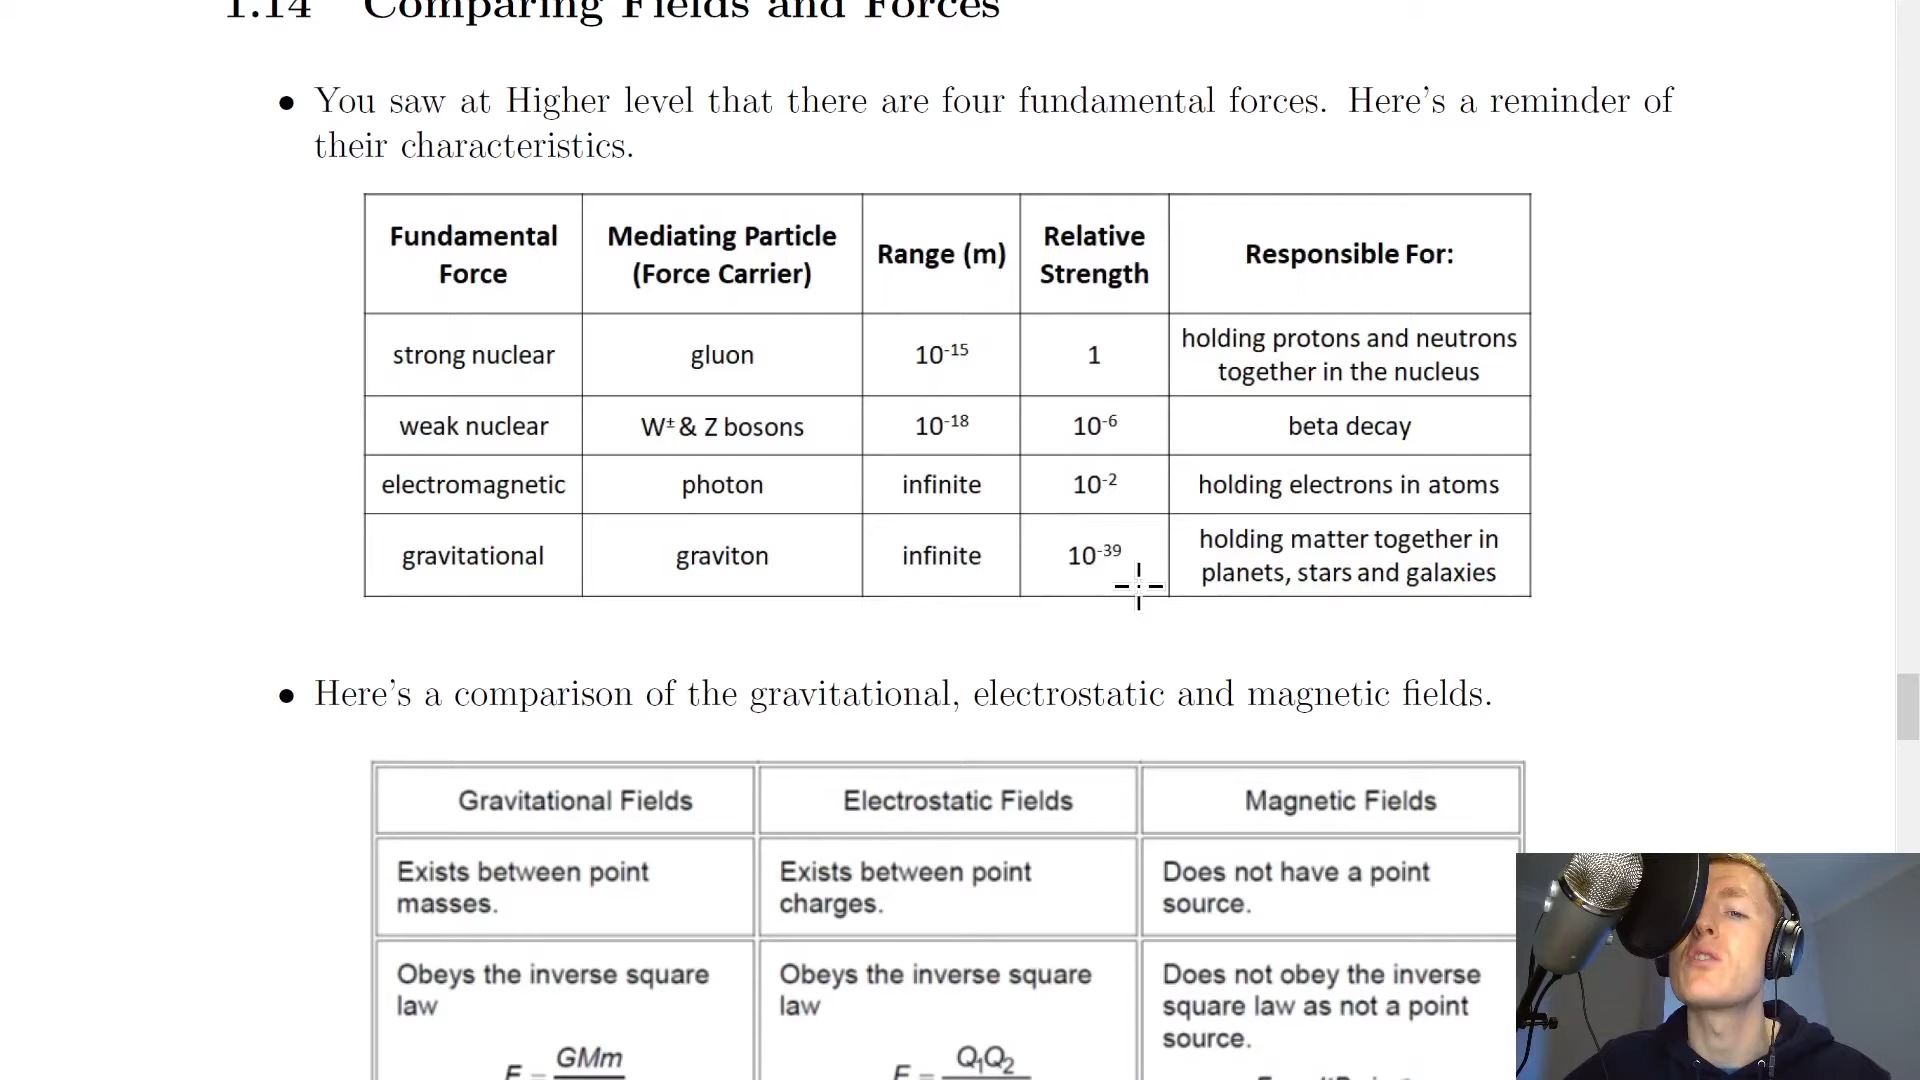 1.14 Comparing Fields and Forces
• You saw at Higher level that there are four fundamental forces. Here's a reminder of
their characteristics.
Fundamental
Force
Mediating Particle
(Force Carrier)
Range (m)
Relative
Strength
Responsible For:
strong nuclear
gluon
10⁻¹⁵
1
holding protons and neutrons
together in the nucleus
weak nuclear
W± & Z bosons
10⁻¹⁸
10⁻⁶
beta decay
electromagnetic
photon
infinite
10⁻²
holding electrons in atoms
gravitational
graviton
infinite
10⁻³⁹
holding matter together in
planets, stars and galaxies
• Here's a comparison of the gravitational, electrostatic and magnetic fields.
Gravitational Fields
Electrostatic Fields
Magnetic Fields
Exists between point
masses.
Exists between point
charges.
Does not have a point
source.
Obeys the inverse square
law
F = GMm
Obeys the inverse square
law
F = Q₁Q₂
Does not obey the inverse
square law as not a point
source.